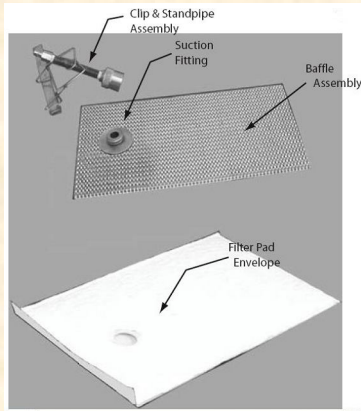 Clip & Standpipe
Assembly
Suction
Fitting
Baffle
Assembly
Filter Pad
Envelope